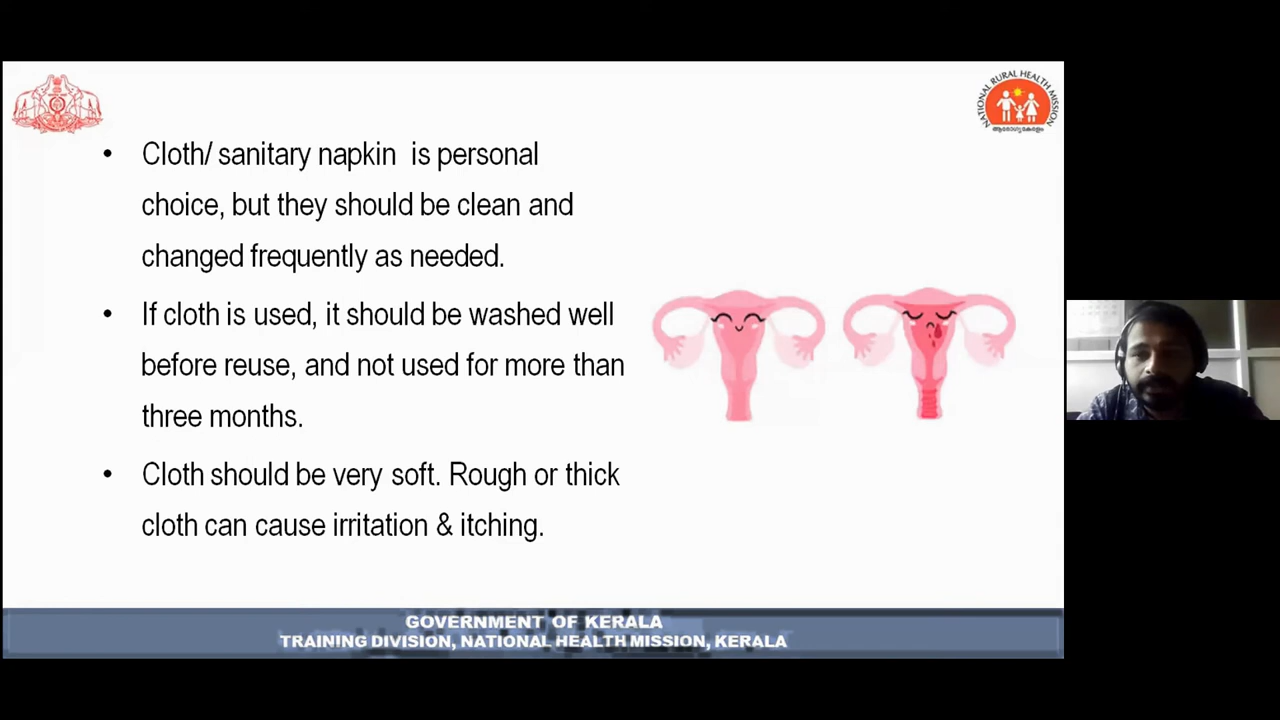 NATIONAL RURAL HEALTH MISSION
ആരോഗ്യകേരളം
• Cloth/ sanitary napkin is personal
choice, but they should be clean and
changed frequently as needed.
• If cloth is used, it should be washed well
before reuse, and not used for more than
three months.
• Cloth should be very soft. Rough or thick
cloth can cause irritation & itching.
GOVERNMENT OF KERALA
TRAINING DIVISION, NATIONAL HEALTH MISSION, KERALA